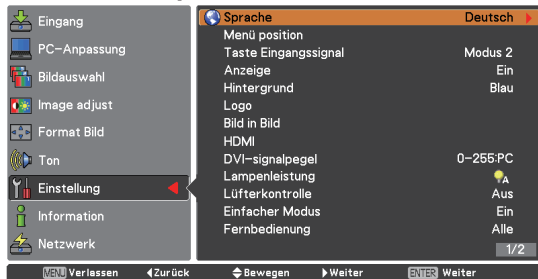 Eingang
PC-Anpassung
Bildauswahl
Image adjust
Format Bild
Ton
Einstellung
Information
Netzwerk
Sprache Deutsch
Menü position
Taste Eingangssignal Modus 2
Anzeige Ein
Hintergrund Blau
Logo
Bild in Bild
HDMI
DVI-signalpegel 0-255:PC
Lampenleistung A
Lüfterkontrolle Aus
Einfacher Modus Ein
Fernbedienung Alle
1/2
MENU Verlassen Zurück Bewegen Weiter ENTER Weiter